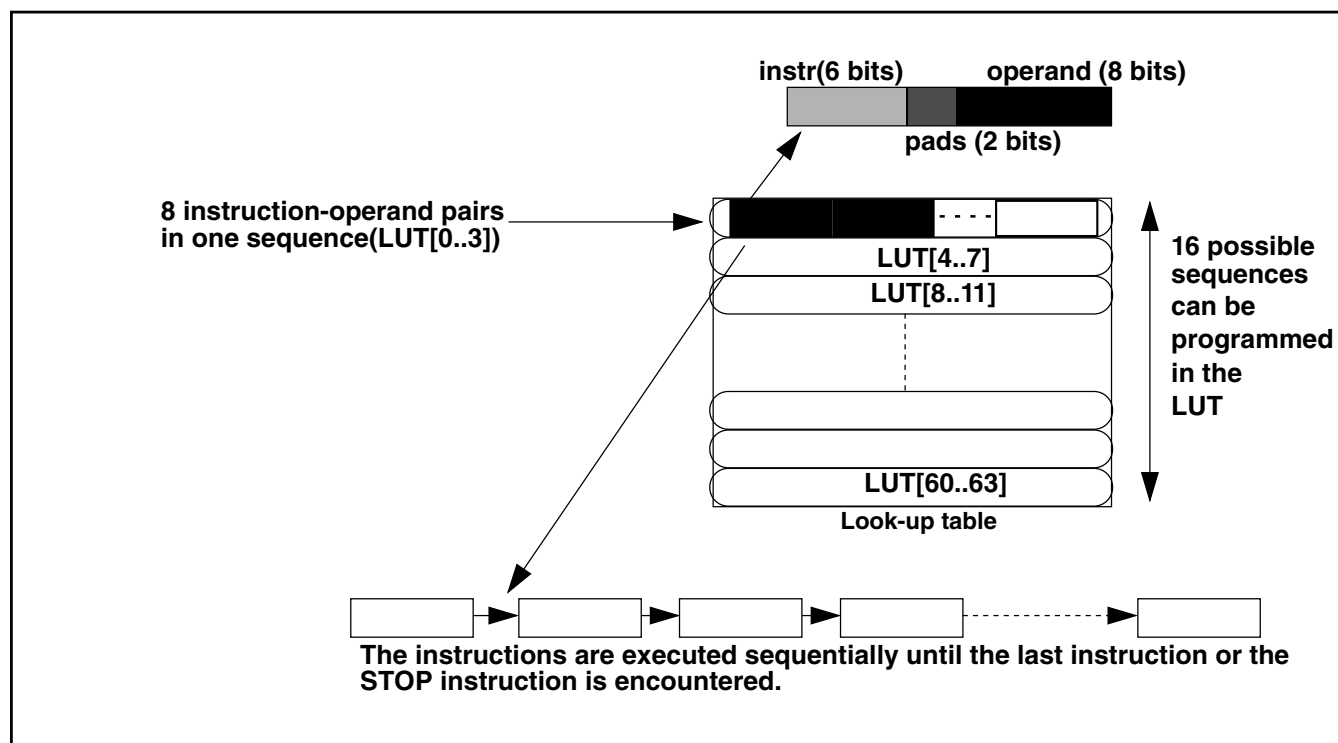 instr(6 bits)
operand (8 bits)
pads (2 bits)
8 instruction-operand pairs
in one sequence(LUT[0..3])
LUT[4..7]
LUT[8..11]
LUT[60..63]
Look-up table
16 possible
sequences
can be
programmed
in the
LUT
The instructions are executed sequentially until the last instruction or the
STOP instruction is encountered.